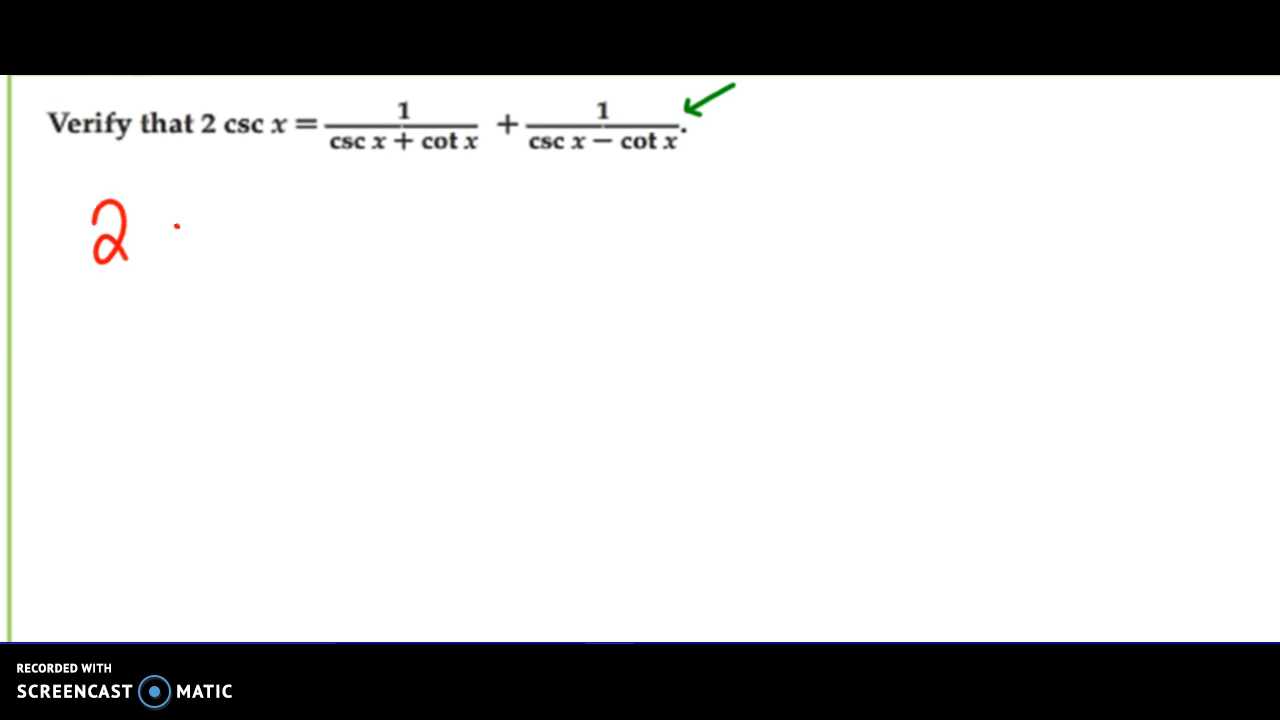 Verify that 2 csc x = 1/(csc x + cot x) + 1/(csc x − cot x).
2
RECORDED WITH
SCREENCAST MATIC